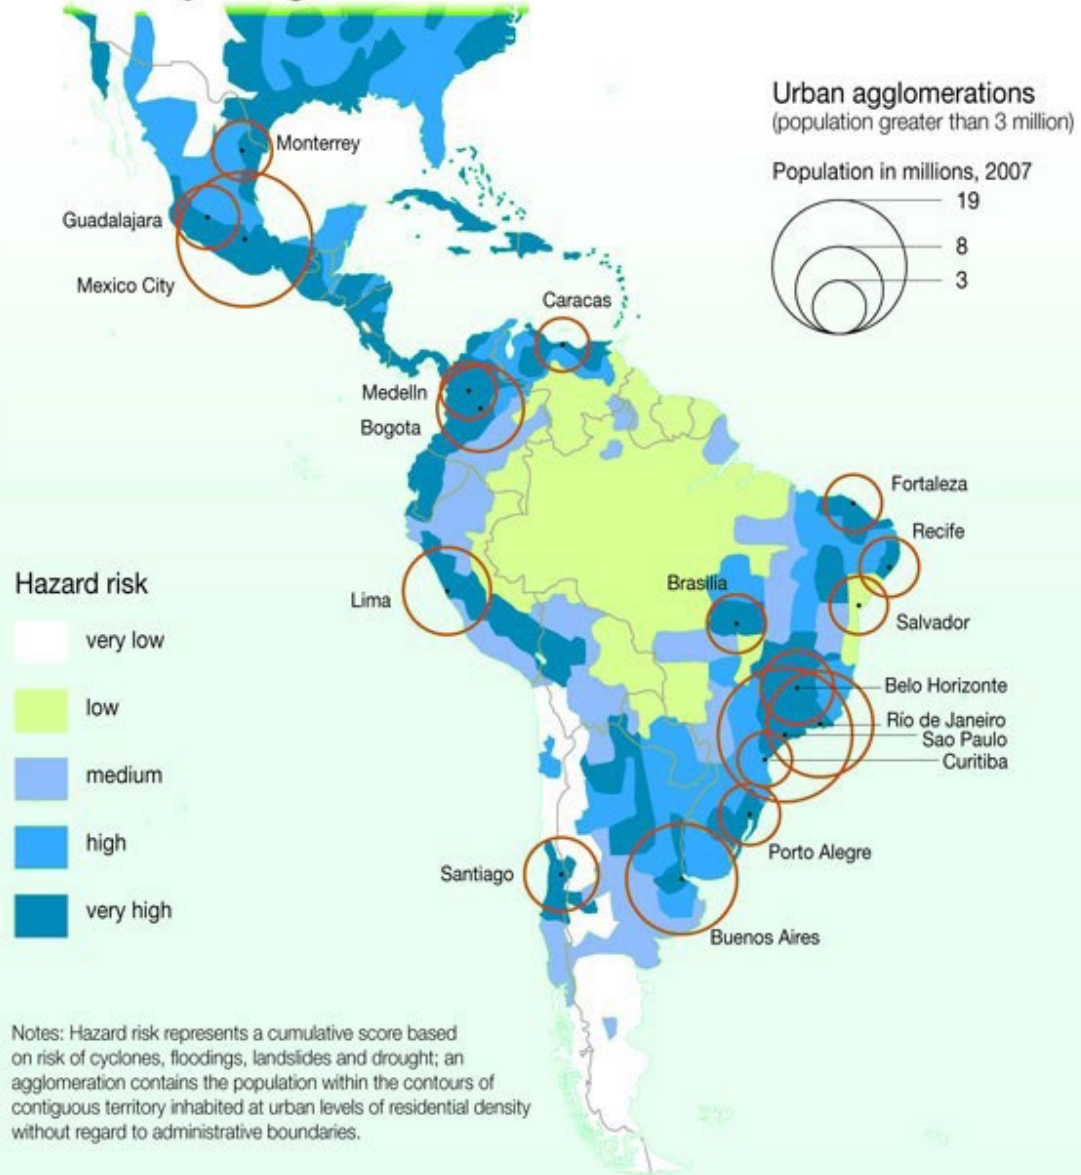 Urban agglomerations
(population greater than 3 million)
Population in millions, 2007
19
8
3
Monterrey
Guadalajara
Mexico City
Caracas
Medelln
Bogota
Fortaleza
Recife
Brasilia
Lima
Salvador
Belo Horizonte
Río de Janeiro
Sao Paulo
Curitiba
Porto Alegre
Santiago
Buenos Aires
Hazard risk
very low
low
medium
high
very high
Notes: Hazard risk represents a cumulative score based
on risk of cyclones, floodings, landslides and drought; an
agglomeration contains the population within the contours of
contiguous territory inhabited at urban levels of residential density
without regard to administrative boundaries.